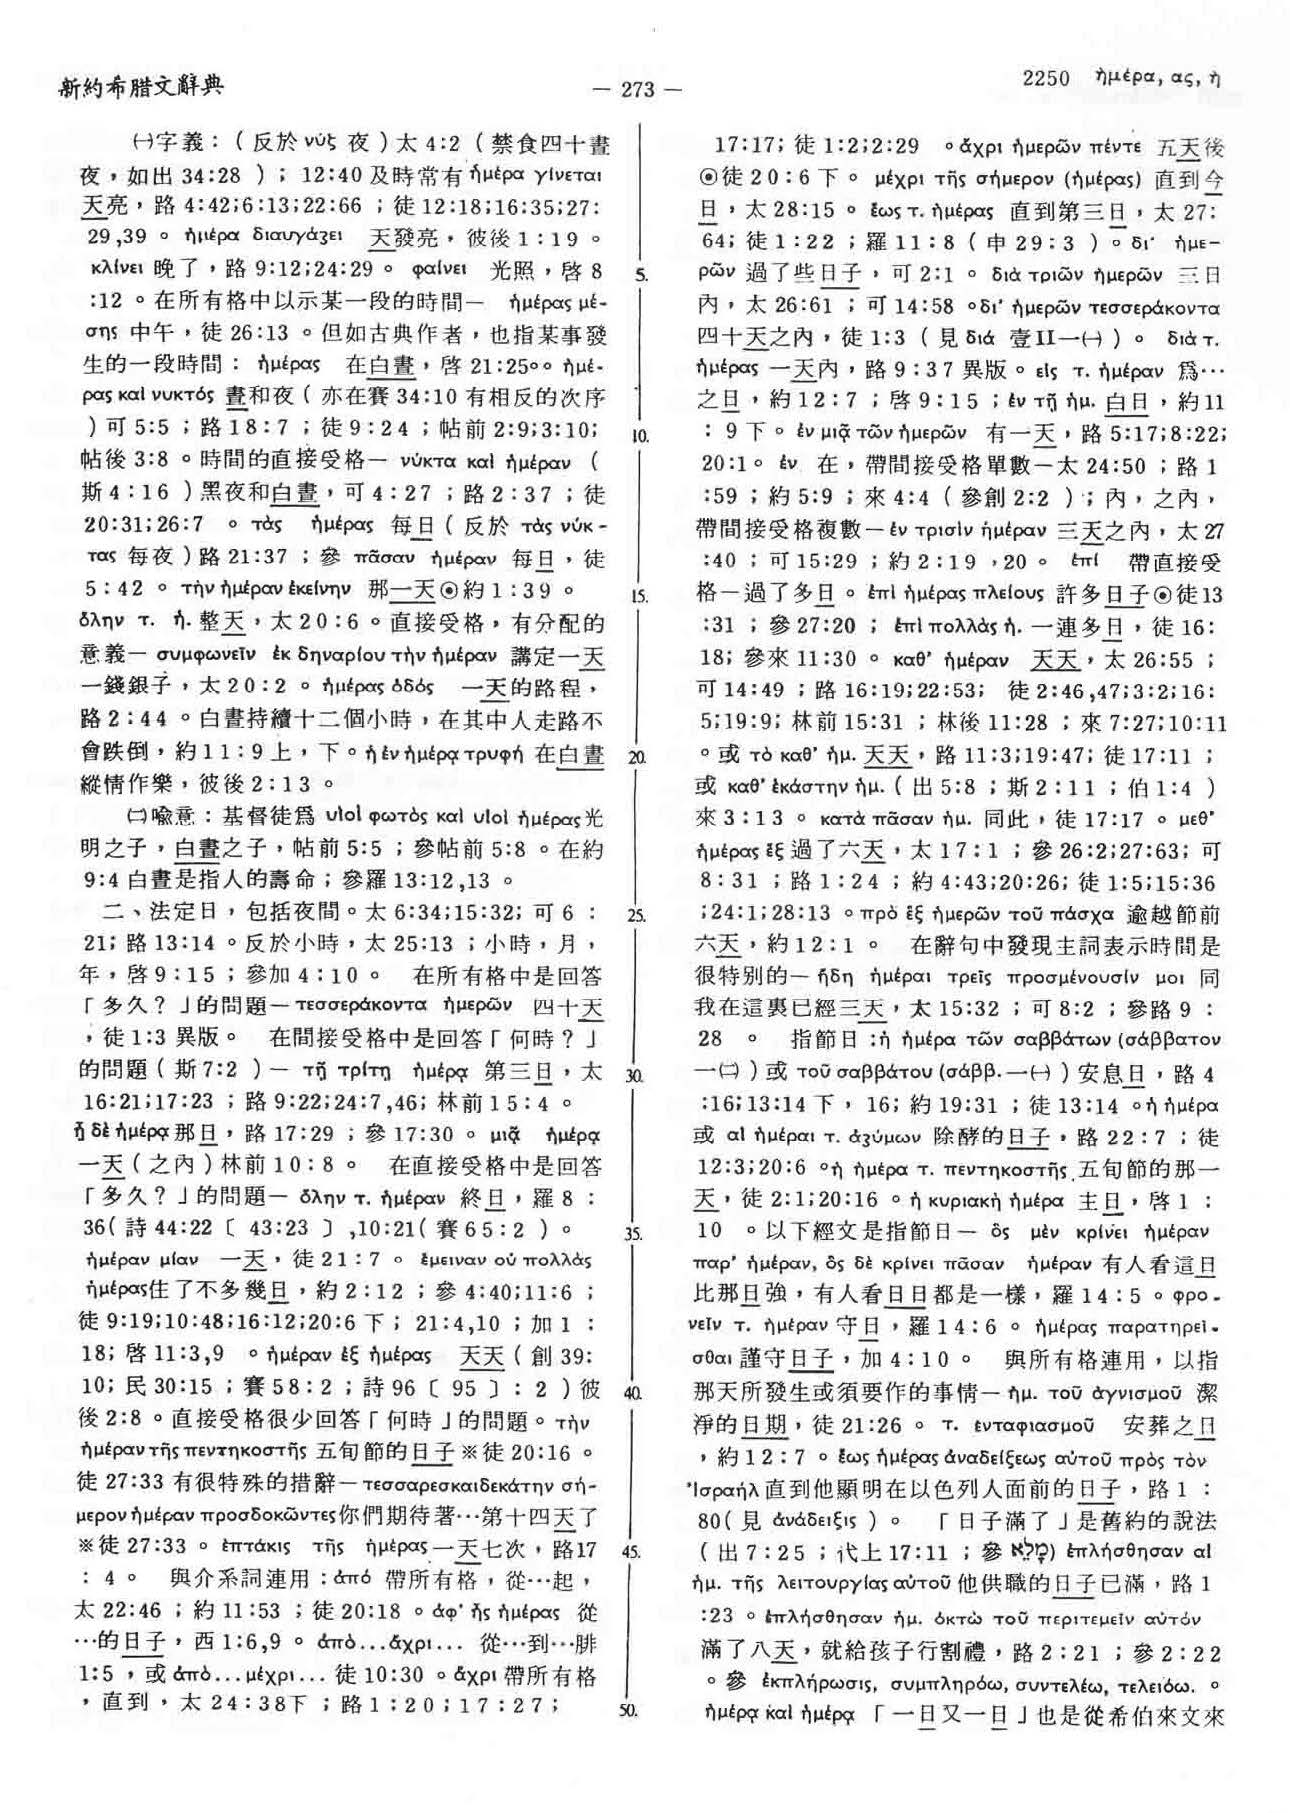 新約希腊文辭典
— 273 —
2250 ἡμέρα, ας, ἡ
㈠字義：（反於 νύξ 夜）太 4:2（禁食四十晝
夜，如出 34:28 ）；12:40 及時常有 ἡμέρα γίνεται
天亮，路 4:42;6:13;22:66 ；徒 12:18;16:35;27:
29,39 。ἡμέρα διαυγάζει 天發亮，彼後 1：19 。
κλίνει 晚了，路 9:12;24:29。 φαίνει 光照，啓 8
:12 。在所有格中以示某一段的時間— ἡμέρας μέ-
σης 中午，徒 26:13 。但如古典作者，也指某事發
生的一段時間： ἡμέρας 在白晝，啓 21:25。。ἡμέ-
ρας καὶ νυκτός 晝和夜（亦在賽 34:10 有相反的次序
）可 5:5 ；路 18：7 ；徒 9：24 ；帖前 2:9;3:10;
帖後 3:8 。時間的直接受格— νύκτα καὶ ἡμέραν （
斯 4：16 ）黑夜和白晝，可 4：27 ；路 2：37 ；徒
20:31;26:7 。τὰς ἡμέρας 每日（反於 τὰς νύκ-
τας 每夜）路 21:37 ；參 πᾶσαν ἡμέραν 每日，徒
5：42 。τὴν ἡμέραν ἐκείνην 那一天⊙約 1：39 。
ὅλην τ. ἡ. 整天，太 20：6 。直接受格，有分配的
意義— συμφωνεῖν ἐκ δηναρίου τὴν ἡμέραν 講定一天
一錢銀子，太 20：2 。ἡμέρας ὁδός 一天的路程，
路 2：44 。白晝持續十二個小時，在其中人走路不
會跌倒，約 11：9 上，下。ἡ ἐν ἡμέρᾳ τρυφή 在白晝
縱情作樂，彼後 2：13 。
㈡喩意：基督徒爲 υἱοὶ φωτὸς καὶ υἱοὶ ἡμέρας 光
明之子，白晝之子，帖前 5:5 ；參帖前 5:8 。在約
9:4 白晝是指人的壽命；參羅 13:12,13 。
二、法定日，包括夜間。太 6:34;15:32; 可 6 ：
21; 路 13:14 。反於小時，太 25:13 ；小時，月，
年，啓 9：15 ；參加 4：10 。 在所有格中是回答
「多久？」的問題— τεσσεράκοντα ἡμερῶν 四十天
，徒 1:3 異版。 在間接受格中是回答「何時？」
的問題（斯 7:2 ）— τῇ τρίτῃ ἡμέρᾳ 第三日，太
16:21;17:23 ；路 9:22;24:7,46; 林前 15：4 。
ᾗ δὲ ἡμέρᾳ 那日，路 17:29 ；參 17:30 。μιᾷ ἡμέρᾳ
一天（之內）林前 10：8 。 在直接受格中是回答
「多久？」的問題— ὅλην τ. ἡμέραν 終日，羅 8 ：
36( 詩 44:22〔 43:23 〕,10:21( 賽 65：2 ）。
ἡμέραν μίαν 一天，徒 21：7 。 ἔμειναν οὐ πολλὰς
ἡμέρας 住了不多幾日，約 2：12 ；參 4:40;11:6 ；
徒 9:19;10:48;16:12;20:6 下； 21:4,10 ；加 1 ：
18; 啓 11:3,9 。ἡμέραν ἐξ ἡμέρας 天天（創 39:
10; 民 30:15 ；賽 58：2 ；詩 96〔 95 〕：2 ）彼
後 2:8 。直接受格很少回答「何時」的問題。τὴν
ἡμέραν τῆς πεντηκοστῆς 五旬節的日子※徒 20:16 。
徒 27:33 有很特殊的措辭— τεσσαρεσκαιδεκάτην σή-
μερον ἡμέραν προσδοκῶντες 你們期待著…第十四天了
※徒 27:33 。ἑπτάκις τῆς ἡμέρας 一天七次，路17
：4 。 與介系詞連用：ἀπό 帶所有格，從…起，
太 22:46 ；約 11:53 ；徒 20:18 。ἀφ’ ἧς ἡμέρας 從
…的日子，西 1:6,9 。ἀπό...ἄχρι... 從…到…腓
1:5 ，或 ἀπό...μέχρι... 徒 10:30 。ἄχρι 帶所有格
，直到，太 24:38下；路 1：20；17：27；
5.
10.
15.
20.
25.
30.
35.
40.
45.
50.
17:17; 徒 1:2;2:29 。ἄχρι ἡμερῶν πέντε 五天後
⊙徒 20：6 下。 μέχρι τῆς σήμερον (ἡμέρας) 直到今
日，太 28:15 。ἕως τ. ἡμέρας 直到第三日，太 27:
64; 徒 1：22 ；羅 11：8（申 29：3 ）。δι’ ἡμε-
ρῶν 過了些日子，可 2:1 。διὰ τριῶν ἡμερῶν 三日
內，太 26:61 ；可 14:58 。δι’ ἡμερῶν τεσσεράκοντα
四十天之內，徒 1:3（見 διά 壹II一㈠）。 διὰ τ.
ἡμέρας 一天內，路 9：37 異版。εἰς τ. ἡμέραν 爲…
之日，約 12：7 ；啓 9：15 ；ἐν τῇ ἡμ. 白日，約 11
：9 下。ἐν μιᾷ τῶν ἡμερῶν 有一天，路 5:17;8:22;
20:1。ἐν 在，帶間接受格單數—太 24:50 ；路 1
:59 ；約 5:9 ；來 4:4（參創 2:2 ）；內，之內，
帶間接受格複數— ἐν τρισὶν ἡμέραν 三天之內，太 27
:40 ；可 15:29 ；約 2：19 ，20。 ἐπί 帶直接受
格—過了多日。ἐπὶ ἡμέρας πλείους 許多日子⊙徒 13
:31 ；參 27:20 ；ἐπὶ πολλὰς ἡ. 一連多日，徒 16:
18; 參來 11:30 。καθ’ ἡμέραν 天天，太 26:55 ；
可 14:49 ；路 16:19;22:53; 徒 2:46,47;3:2;16:
5;19:9; 林前 15:31 ；林後 11:28 ；來 7:27;10:11
。或 τὸ καθ’ ἡμ. 天天，路 11:3;19:47; 徒 17:11 ；
或 καθ’ ἑκάστην ἡμ.（出 5:8 ；斯 2：11 ；伯 1:4 ）
來 3：13 。κατὰ πᾶσαν ἡμ. 同此，徒 17:17 。μεθ’
ἡμέρας ἕξ 過了六天，太 17：1 ；參 26:2;27:63; 可
8：31 ；路 1：24 ；約 4:43;20:26; 徒 1:5;15:36
;24:1;28:13 。πρὸ ἓξ ἡμερῶν τοῦ πάσχα 逾越節前
六天，約 12：1 。 在辭句中發現主詞表示時間是
很特別的— ἤδη ἡμέραι τρεῖς προσμένουσίν μοι 同
我在這裏已經三天，太 15:32 ；可 8:2 ；參路 9 ：
28 。 指節日：ἡ ἡμέρα τῶν σαββάτων (σάββατον
一㈡）或 τοῦ σαββάτου (σάββ. 一㈠）安息日，路 4
:16;13:14 下，16; 約 19:31 ；徒 13:14 。ἡ ἡμέρα
或 αἱ ἡμέραι τ. ἀζύμων 除酵的日子，路 22：7 ；徒
12:3;20:6 。ἡ ἡμέρα τ. πεντηκοστῆς 五旬節的那一
天，徒 2:1;20:16 。ἡ κυριακὴ ἡμέρα 主日，啓 1 ：
10 。以下經文是指節日— ὃς μὲν κρίνει ἡμέραν
παρ’ ἡμέραν, ὃς δὲ κρίνει πᾶσαν ἡμέραν 有人看這日
比那日強，有人看日日都是一樣，羅 14：5 。φρο-
νεῖν τ. ἡμέραν 守日，羅 14：6 。ἡμέρας παρατηρεῖ-
σθαι 謹守日子，加 4：10 。 與所有格連用，以指
那天所發生或須要作的事情— ἡμ. τοῦ ἁγνισμοῦ 潔
淨的日期，徒 21:26 。τ. ἐνταφιασμοῦ 安葬之日
，約 12：7 。ἕως ἡμέρας ἀναδείξεως αὐτοῦ πρὸς τὸν
Ἰσραήλ 直到他顯明在以色列人面前的日子，路 1：
80( 見 ἀνάδειξις ）。 「日子滿了」是舊約的說法
（出 7：25 ；代上 17:11 ；參 מָלֵא) ἐπλήσθησαν αἱ
ἡμ. τῆς λειτουργίας αὐτοῦ 他供職的日子已滿，路 1
:23 。ἐπλήσθησαν ἡμ. ὀκτὼ τοῦ περιτεμεῖν αὐτόν
滿了八天，就給孩子行割禮，路 2：21 ；參 2:22
。參 ἐκπλήρωσις, συμπληρόω, συντελέω, τελειόω. 。
ἡμέρᾳ καὶ ἡμέρᾳ 「一日又一日」也是從希伯來文來